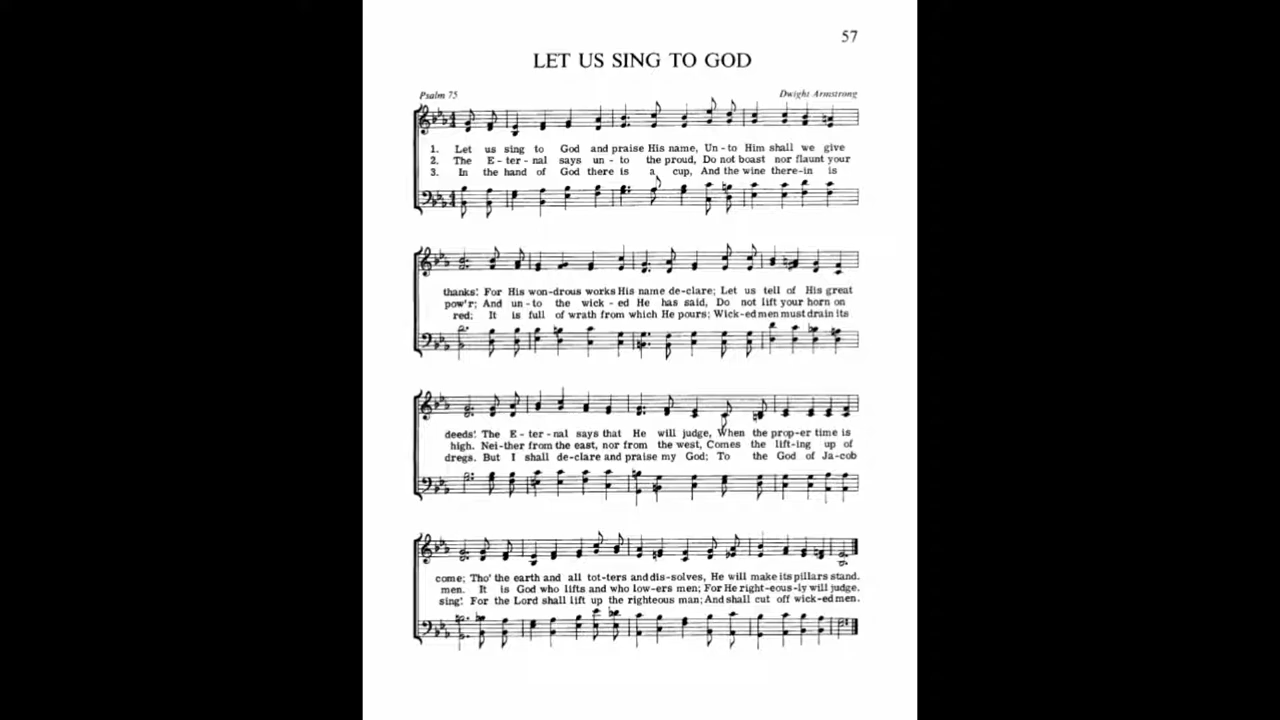 57
LET US SING TO GOD
Psalm 75 Dwight Armstrong
1. Let us sing to God and praise His name, Un-to Him shall we give
2. The E-ter-nal says un-to the proud, Do not boast nor flaunt your
3. In the hand of God there is a cup, And the wine there-in is
thanks! For His won-drous works His name de-clare; Let us tell of His great
pow'r; And un-to the wick-ed He has said, Do not lift your horn on
red; It is full of wrath from which He pours; Wick-ed men must drain its
deeds! The E-ter-nal says that He will judge, When the prop-er time is
high. Nei-ther from the east, nor from the west, Comes the lift-ing up of
dregs. But I shall de-clare and praise my God; To the God of Ja-cob
come; Tho' the earth and all tot-ters and dis-solves, He will make its pillars stand.
men. It is God who lifts and who low-ers men; For He right-eous-ly will judge.
sing! For the Lord shall lift up the righteous man; And shall cut off wick-ed men.